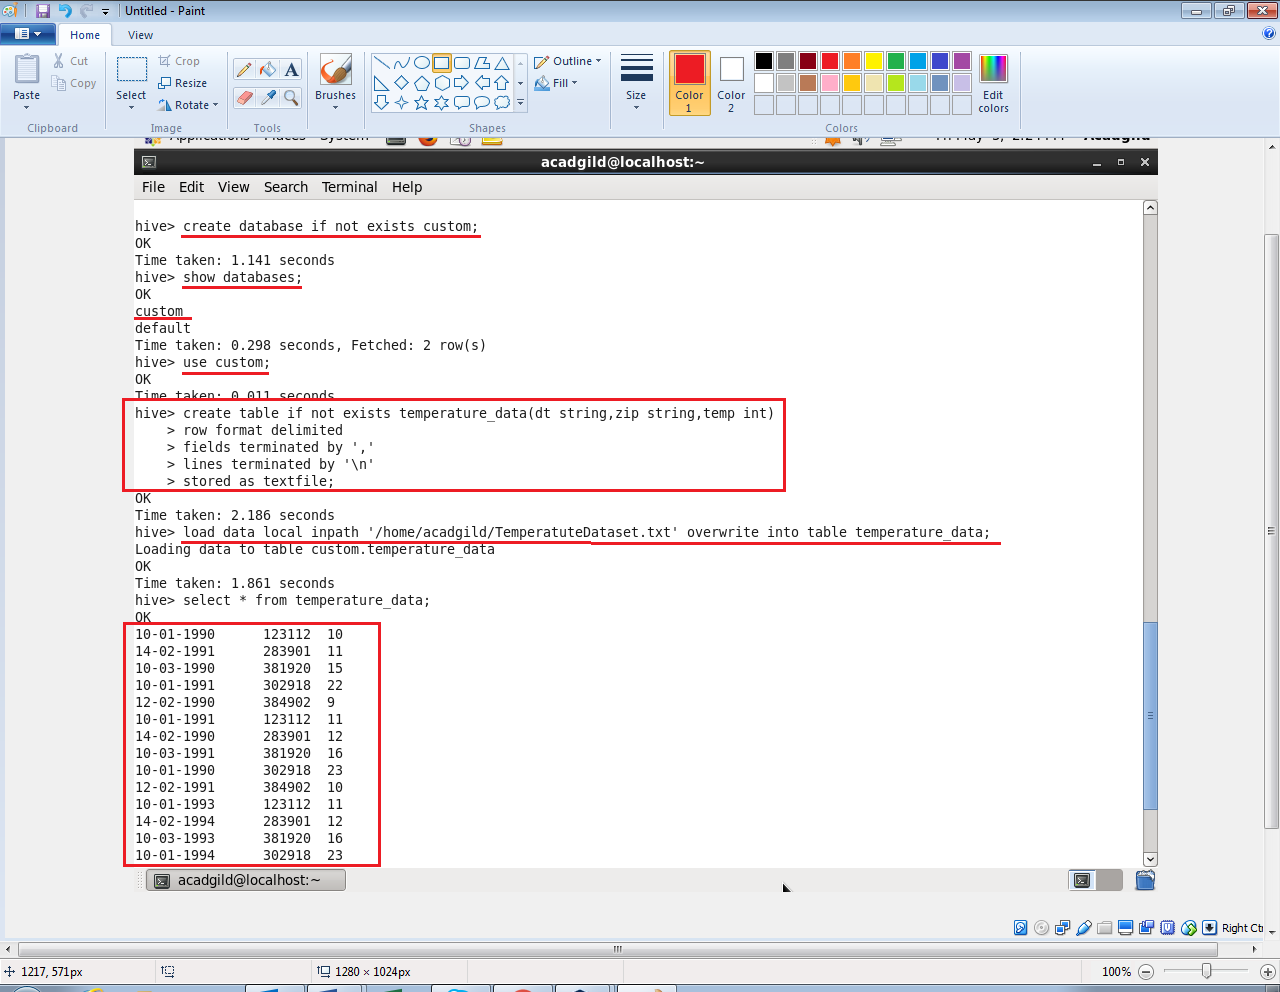 Untitled - Paint
Home View
Paste
Cut
Copy
Clipboard
Select
Crop
Resize
Rotate
Image
A
Tools
Brushes
Outline
Fill
Shapes
Size
Color 1
Color 2
Edit colors
Colors
Applications Places System
acadgild@localhost:~
File Edit View Search Terminal Help
hive> create database if not exists custom;
OK
Time taken: 1.141 seconds
hive> show databases;
OK
custom
default
Time taken: 0.298 seconds, Fetched: 2 row(s)
hive> use custom;
OK
Time taken: 0.011 seconds
hive> create table if not exists temperature_data(dt string,zip string,temp int)
    > row format delimited
    > fields terminated by ','
    > lines terminated by '\n'
    > stored as textfile;
OK
Time taken: 2.186 seconds
hive> load data local inpath '/home/acadgild/TemperatuteDataset.txt' overwrite into table temperature_data;
Loading data to table custom.temperature_data
OK
Time taken: 1.861 seconds
hive> select * from temperature_data;
OK
10-01-1990 123112 10
14-02-1991 283901 11
10-03-1990 381920 15
10-01-1991 302918 22
12-02-1990 384902 9
10-01-1991 123112 11
14-02-1990 283901 12
10-03-1991 381920 16
10-01-1990 302918 23
12-02-1991 384902 10
10-01-1993 123112 11
14-02-1994 283901 12
10-03-1993 381920 16
10-01-1994 302918 23
acadgild@localhost:~
Right Ctr
1217, 571px
1280 × 1024px
100%